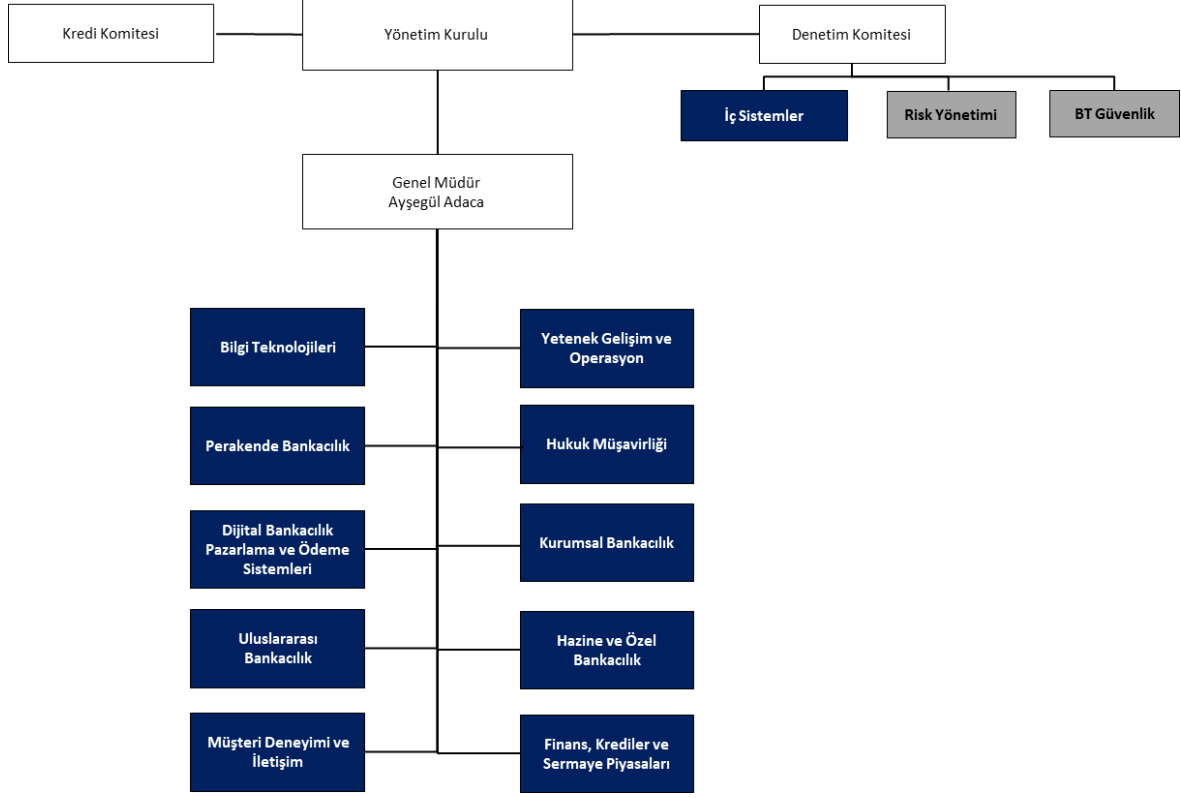 Kredi Komitesi
Yönetim Kurulu
Denetim Komitesi
İç Sistemler
Risk Yönetimi
BT Güvenlik
Genel Müdür
Ayşegül Adaca
Bilgi Teknolojileri
Yetenek Gelişim ve
Operasyon
Perakende Bankacılık
Hukuk Müşavirliği
Dijital Bankacılık
Pazarlama ve Ödeme
Sistemleri
Kurumsal Bankacılık
Uluslararası
Bankacılık
Hazine ve Özel
Bankacılık
Müşteri Deneyimi ve
İletişim
Finans, Krediler ve
Sermaye Piyasaları